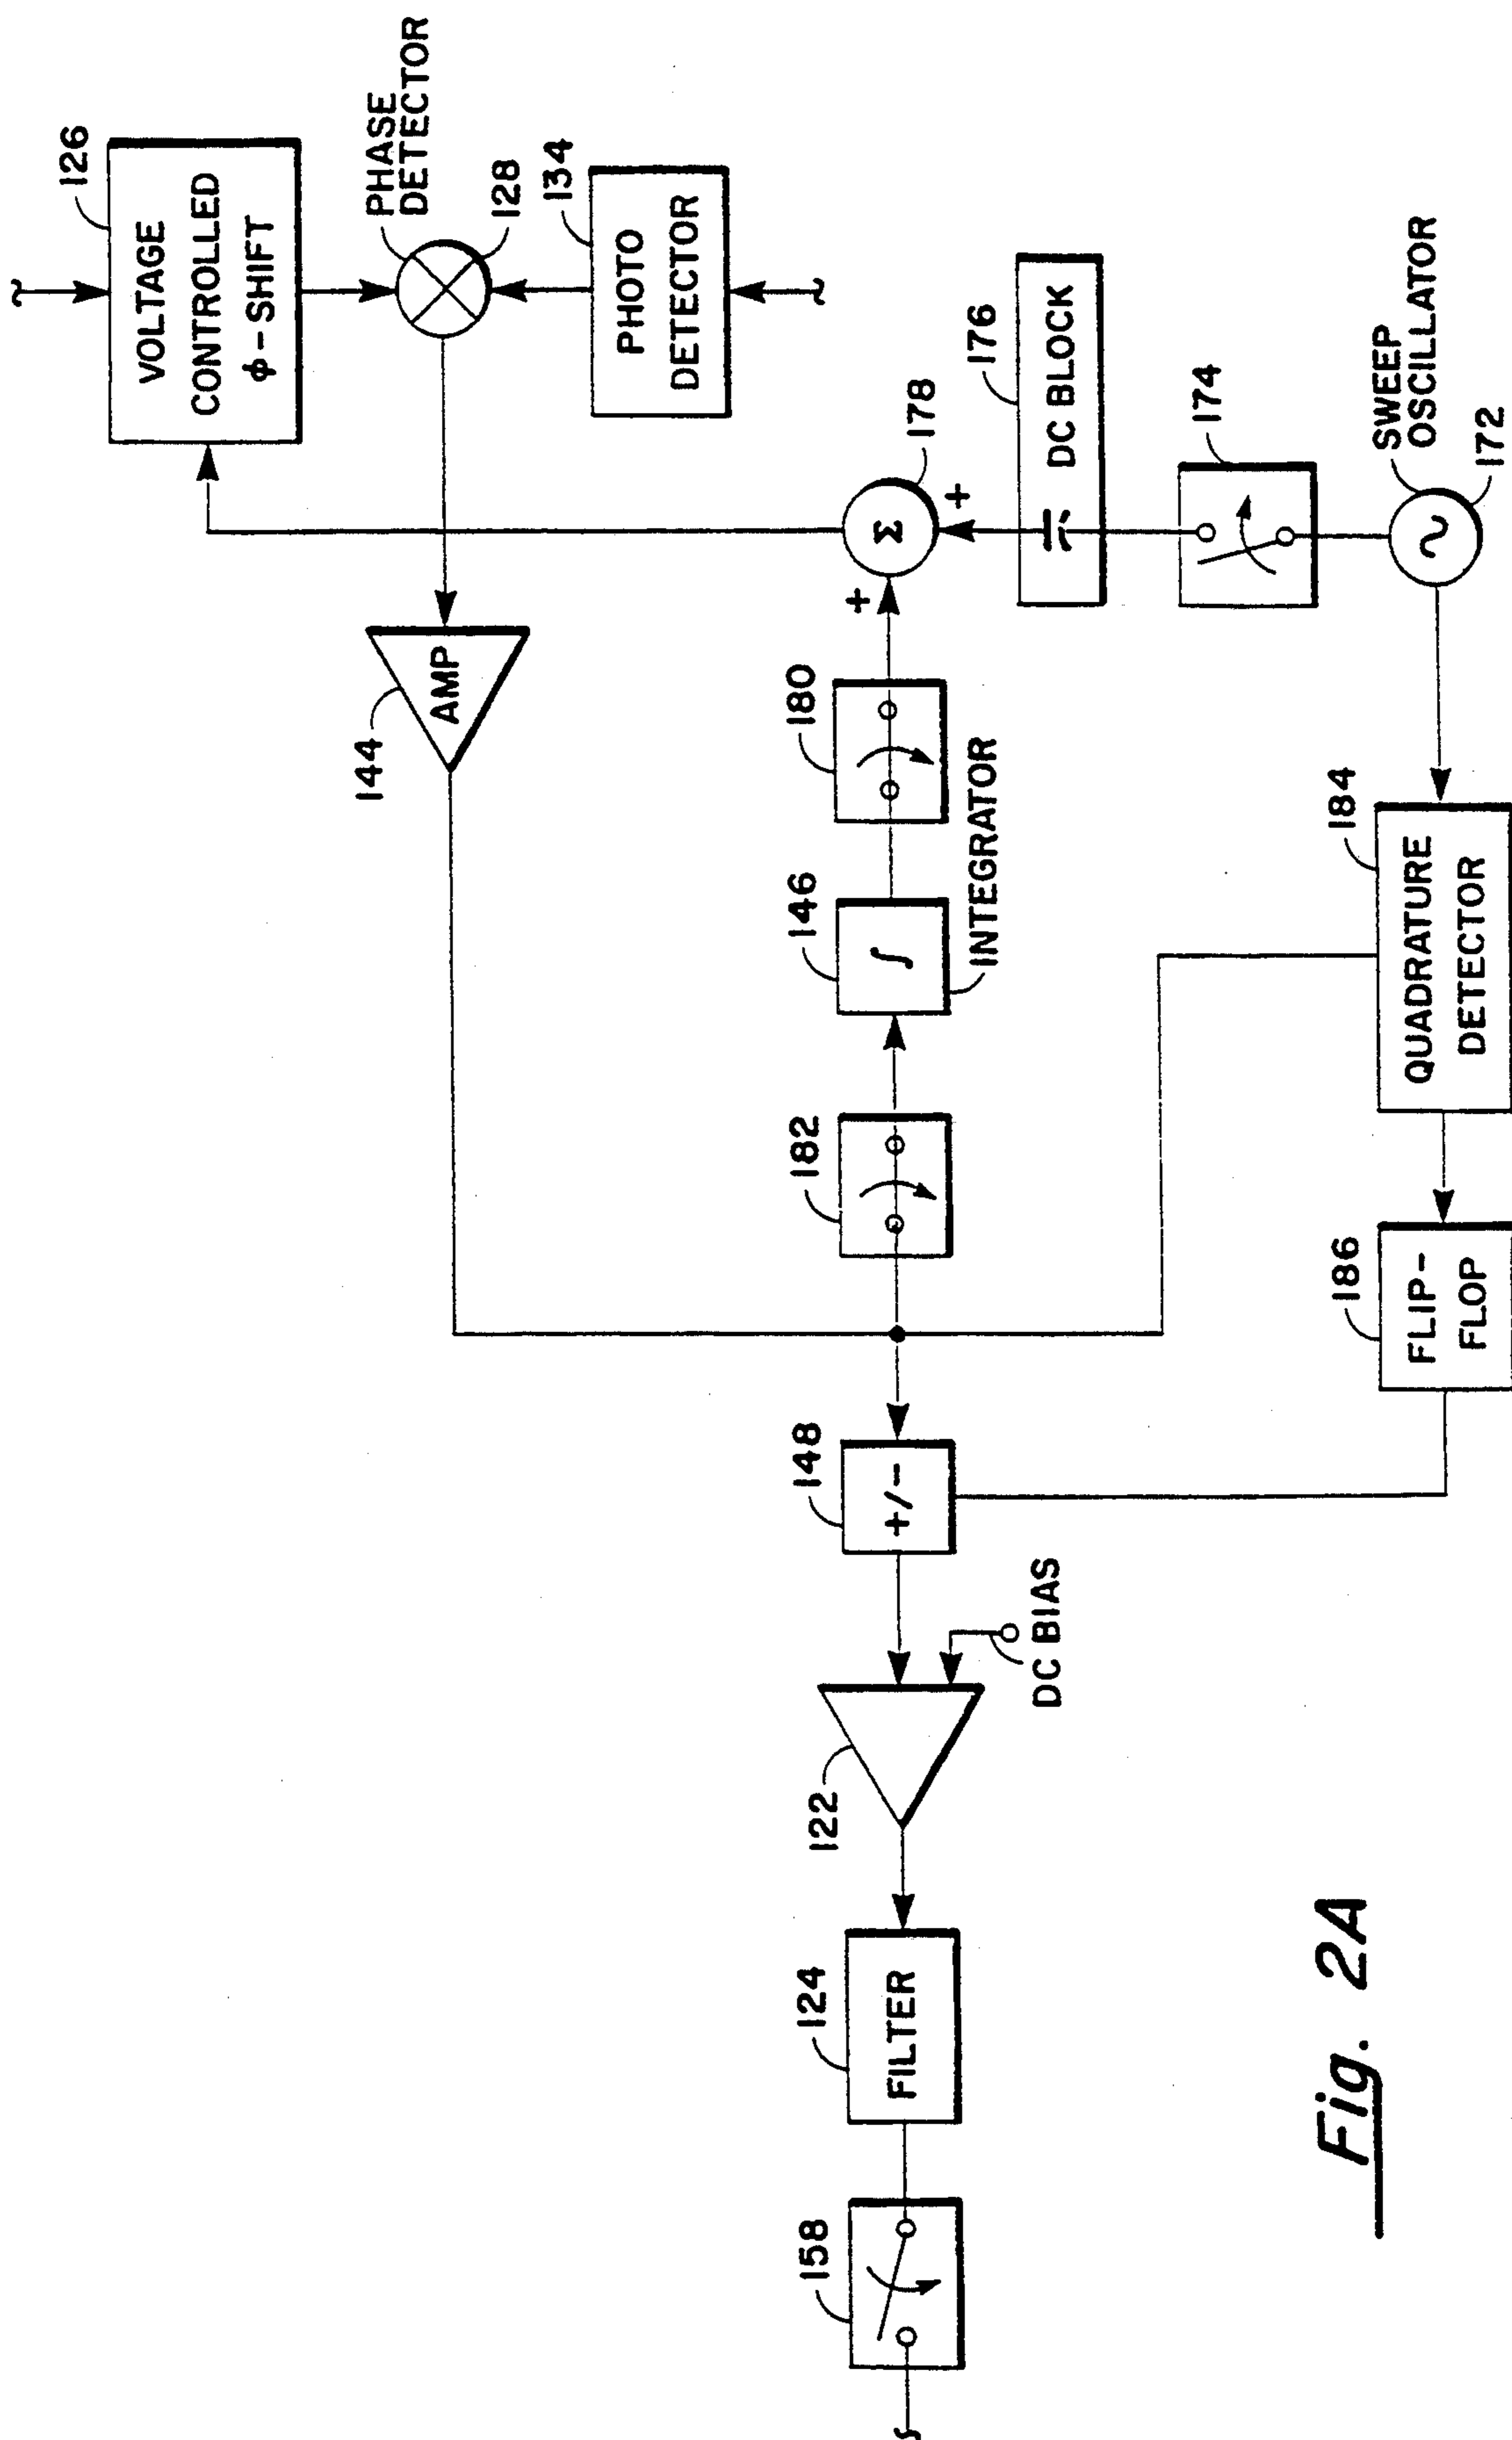 126
VOLTAGE
CONTROLLED
φ-SHIFT
PHASE
DETECTOR
128
134
PHOTO
DETECTOR
144
AMP
178
Σ
+
+
176
DC BLOCK
174
SWEEP
OSCILLATOR
172
~
180
146
∫
INTEGRATOR
182
184
QUADRATURE
DETECTOR
186
FLIP-
FLOP
148
+/-
DC BIAS
122
124
FILTER
158
Fig. 2A